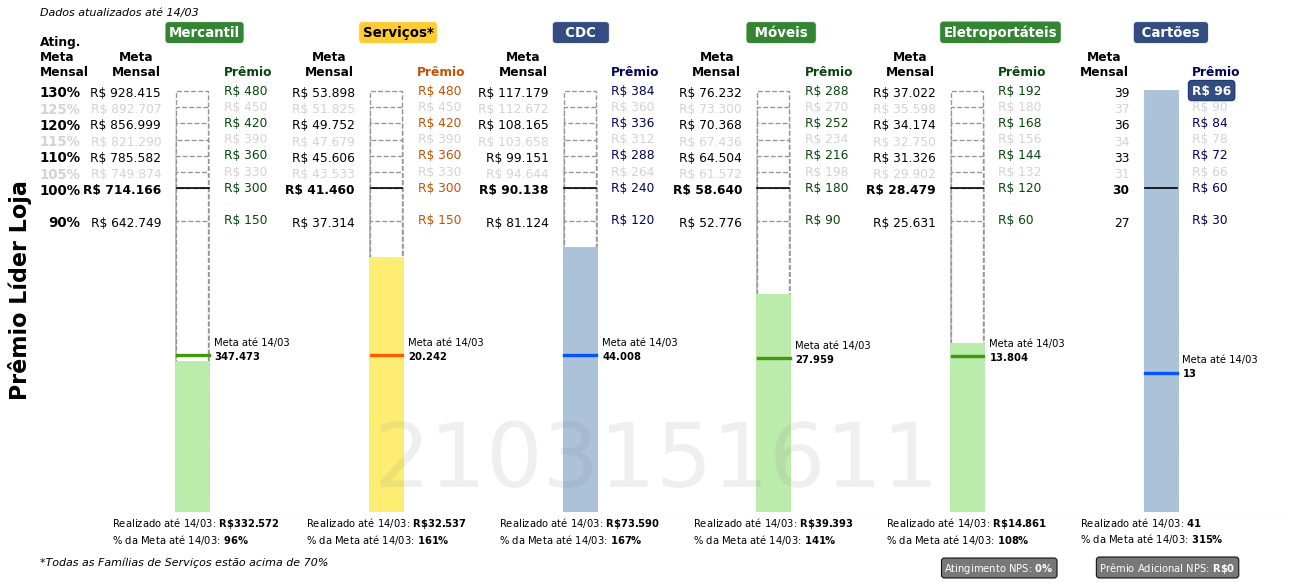 Dados atualizados até 14/03
Mercantil Serviços* CDC Móveis Eletroportáteis Cartões
Ating. Meta Mensal
Meta Mensal Prêmio Meta Mensal Prêmio Meta Mensal Prêmio Meta Mensal Prêmio Meta Mensal Prêmio Meta Mensal Prêmio
130% R$ 928.415 R$ 480 R$ 53.898 R$ 480 R$ 117.179 R$ 384 R$ 76.232 R$ 288 R$ 37.022 R$ 192 39 R$ 96
125% R$ 892.707 R$ 450 R$ 51.825 R$ 450 R$ 112.672 R$ 360 R$ 73.300 R$ 270 R$ 35.598 R$ 180 37 R$ 90
120% R$ 856.999 R$ 420 R$ 49.752 R$ 420 R$ 108.165 R$ 336 R$ 70.368 R$ 252 R$ 34.174 R$ 168 36 R$ 84
115% R$ 821.290 R$ 390 R$ 47.679 R$ 390 R$ 103.658 R$ 312 R$ 67.436 R$ 234 R$ 32.750 R$ 156 34 R$ 78
110% R$ 785.582 R$ 360 R$ 45.606 R$ 360 R$ 99.151 R$ 288 R$ 64.504 R$ 216 R$ 31.326 R$ 144 33 R$ 72
105% R$ 749.874 R$ 330 R$ 43.533 R$ 330 R$ 94.644 R$ 264 R$ 61.572 R$ 198 R$ 29.902 R$ 132 31 R$ 66
100% R$ 714.166 R$ 300 R$ 41.460 R$ 300 R$ 90.138 R$ 240 R$ 58.640 R$ 180 R$ 28.479 R$ 120 30 R$ 60
90% R$ 642.749 R$ 150 R$ 37.314 R$ 150 R$ 81.124 R$ 120 R$ 52.776 R$ 90 R$ 25.631 R$ 60 27 R$ 30
Prêmio Líder Loja
Meta até 14/03 Meta até 14/03 Meta até 14/03 Meta até 14/03 Meta até 14/03 Meta até 14/03
347.473 20.242 44.008 27.959 13.804 13
2103151611
Realizado até 14/03: R$332.572 Realizado até 14/03: R$32.537 Realizado até 14/03: R$73.590 Realizado até 14/03: R$39.393 Realizado até 14/03: R$14.861 Realizado até 14/03: 41
% da Meta até 14/03: 96% % da Meta até 14/03: 161% % da Meta até 14/03: 167% % da Meta até 14/03: 141% % da Meta até 14/03: 108% % da Meta até 14/03: 315%
*Todas as Famílias de Serviços estão acima de 70% Atingimento NPS: 0% Prêmio Adicional NPS: R$0